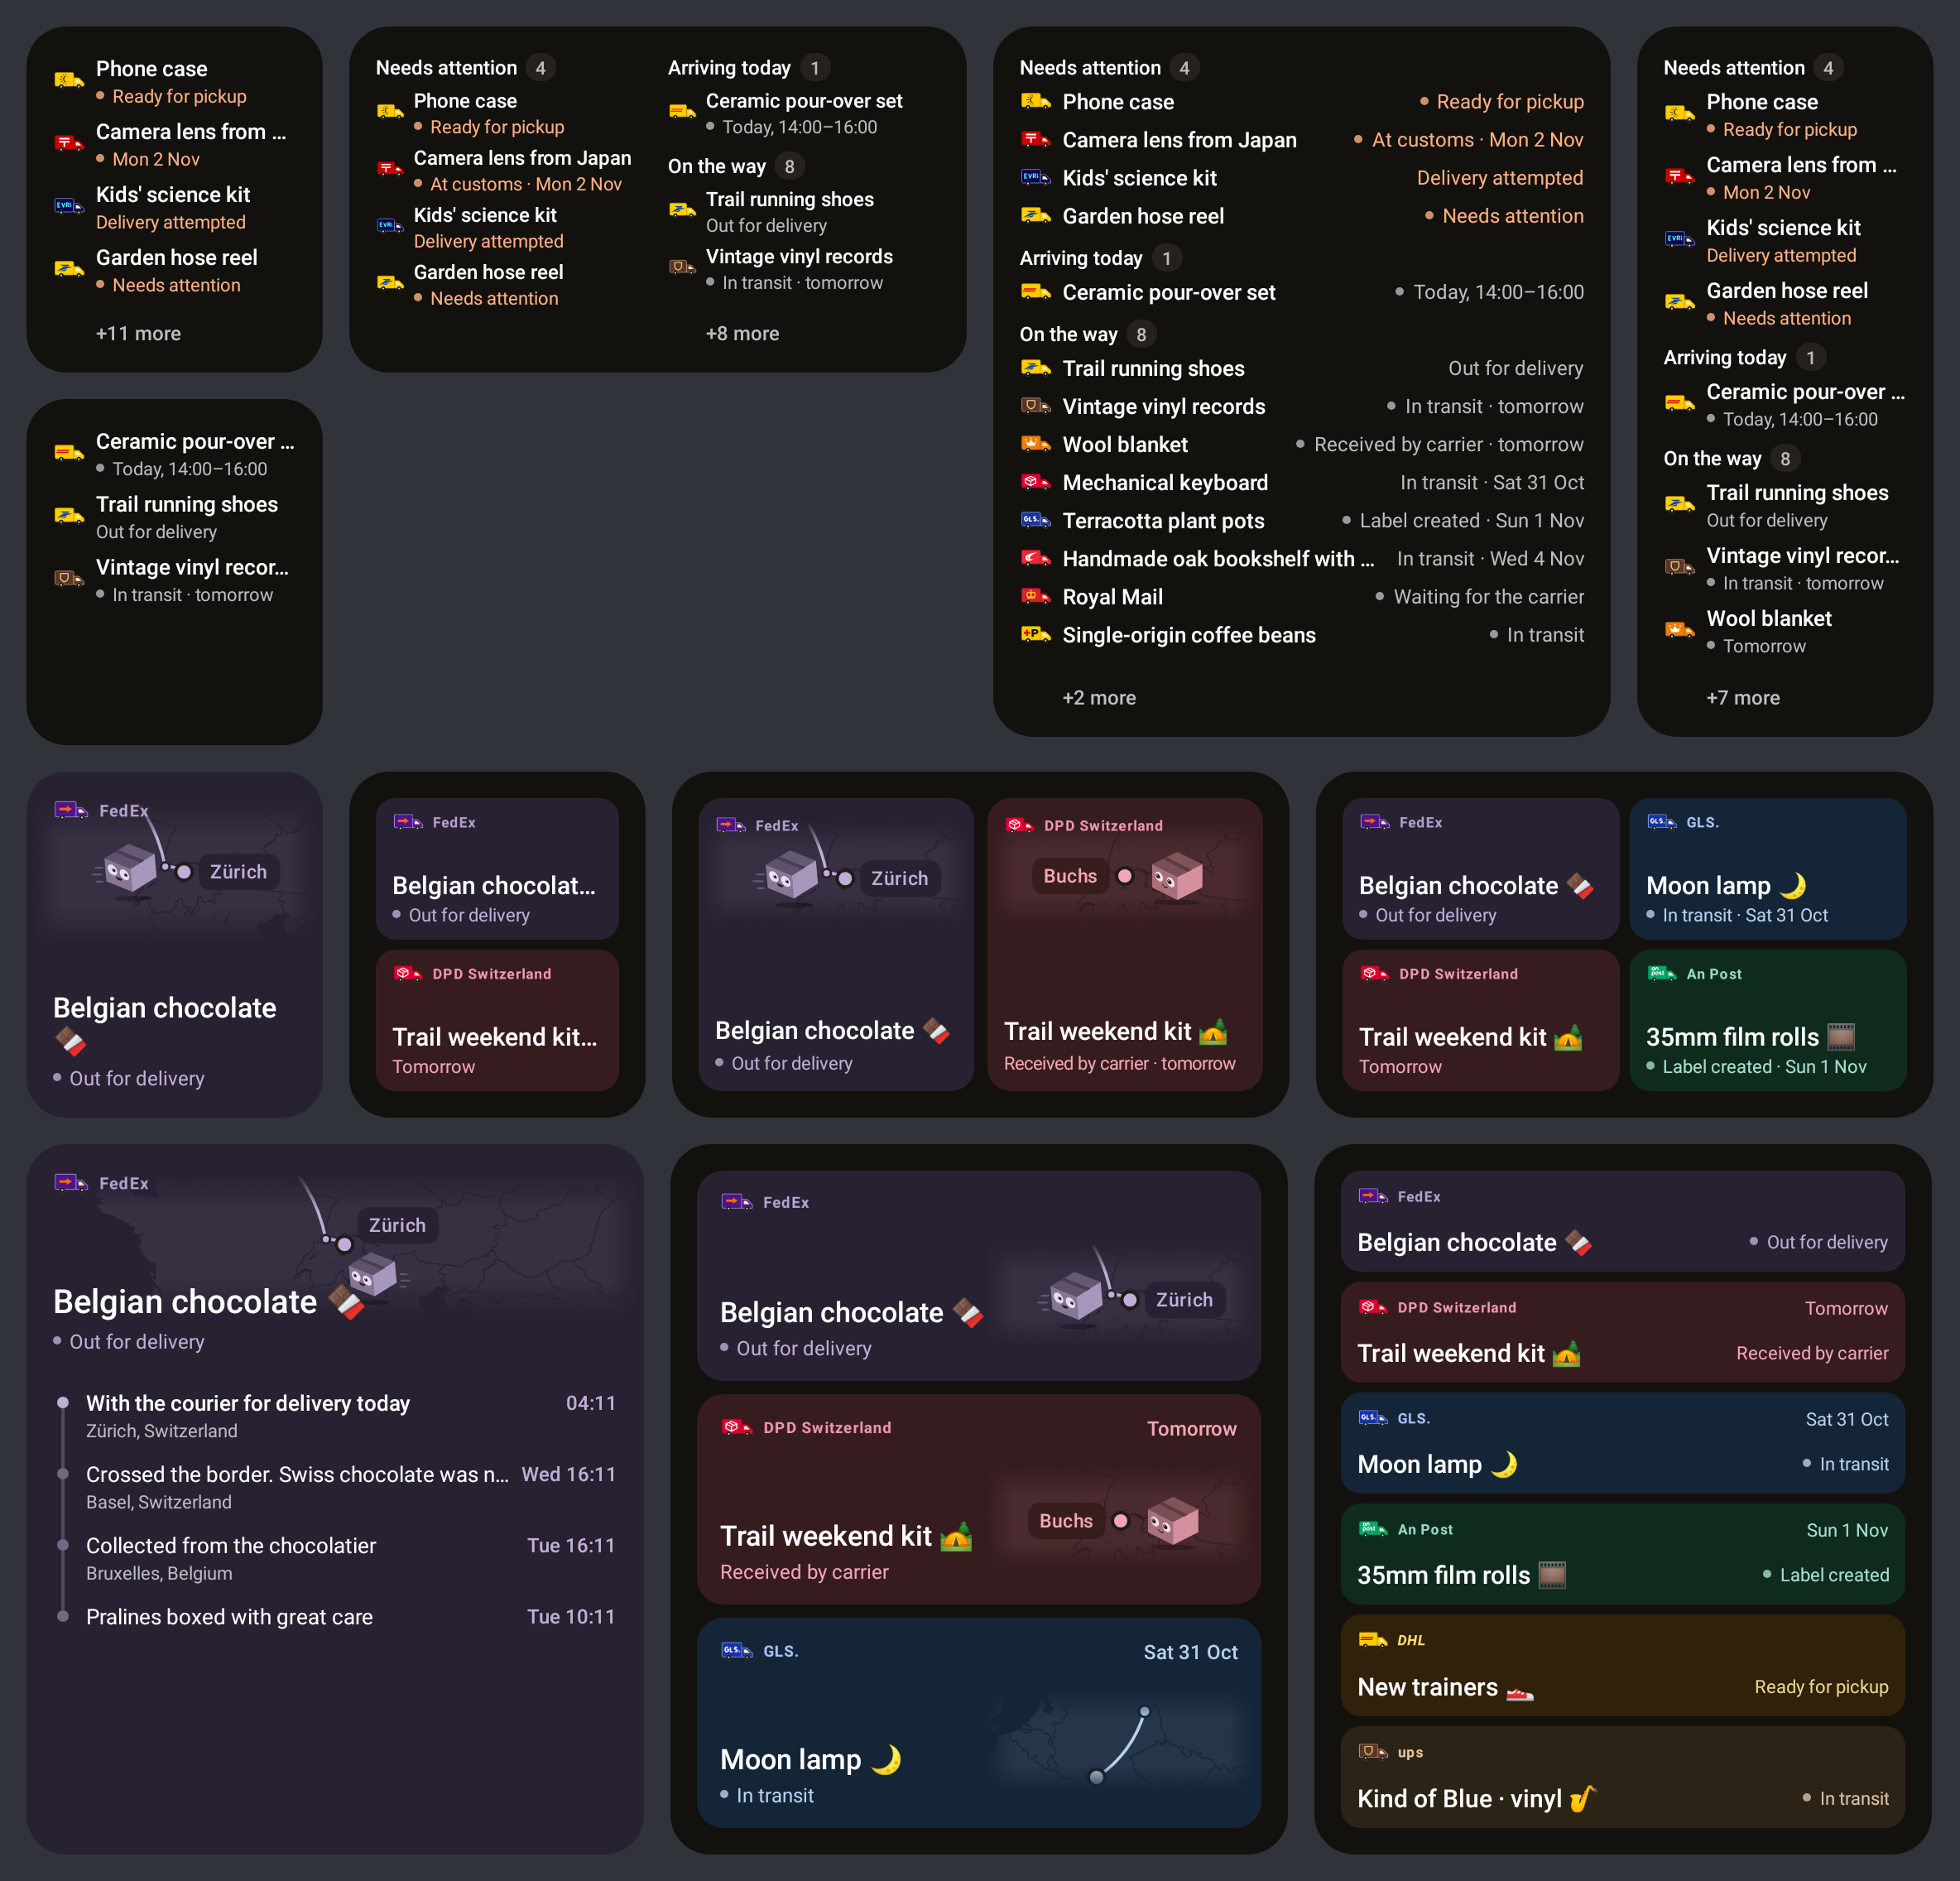 Phone case
Ready for pickup
Camera lens from ...
Mon 2 Nov
Kids' science kit
Delivery attempted
Garden hose reel
Needs attention
+11 more
Needs attention 4
Phone case
Ready for pickup
Camera lens from Japan
At customs · Mon 2 Nov
Kids' science kit
Delivery attempted
Garden hose reel
Needs attention
Arriving today 1
Ceramic pour-over set
Today, 14:00–16:00
On the way 8
Trail running shoes
Out for delivery
Vintage vinyl records
In transit · tomorrow
+8 more
Needs attention 4
Phone case Ready for pickup
Camera lens from Japan At customs · Mon 2 Nov
Kids' science kit Delivery attempted
Garden hose reel Needs attention
Arriving today 1
Ceramic pour-over set Today, 14:00–16:00
On the way 8
Trail running shoes Out for delivery
Vintage vinyl records In transit · tomorrow
Wool blanket Received by carrier · tomorrow
Mechanical keyboard In transit · Sat 31 Oct
GLS. Terracotta plant pots Label created · Sun 1 Nov
Handmade oak bookshelf with ... In transit · Wed 4 Nov
Royal Mail Waiting for the carrier
Single-origin coffee beans In transit
+2 more
Needs attention 4
Phone case
Ready for pickup
Camera lens from ...
Mon 2 Nov
Kids' science kit
Delivery attempted
Garden hose reel
Needs attention
Arriving today 1
Ceramic pour-over ...
Today, 14:00–16:00
On the way 8
Trail running shoes
Out for delivery
Vintage vinyl recor...
In transit · tomorrow
Wool blanket
Tomorrow
+7 more
Ceramic pour-over ...
Today, 14:00–16:00
Trail running shoes
Out for delivery
Vintage vinyl recor...
In transit · tomorrow
FedEx
Zürich
Belgian chocolate 🍫
Out for delivery
FedEx
Belgian chocolat...
Out for delivery
DPD Switzerland
Trail weekend kit...
Tomorrow
FedEx
Zürich
Belgian chocolate 🍫
Out for delivery
DPD Switzerland
Buchs
Trail weekend kit 🏕️
Received by carrier · tomorrow
FedEx
Belgian chocolate 🍫
Out for delivery
GLS.
Moon lamp 🌙
In transit · Sat 31 Oct
DPD Switzerland
Trail weekend kit 🏕️
Tomorrow
An Post
35mm film rolls 🎞️
Label created · Sun 1 Nov
FedEx
Zürich
Belgian chocolate 🍫
Out for delivery
With the courier for delivery today 04:11
Zürich, Switzerland
Crossed the border. Swiss chocolate was n... Wed 16:11
Basel, Switzerland
Collected from the chocolatier Tue 16:11
Bruxelles, Belgium
Pralines boxed with great care Tue 10:11
FedEx
Belgian chocolate 🍫
Zürich
Out for delivery
DPD Switzerland Tomorrow
Buchs
Trail weekend kit 🏕️
Received by carrier
GLS. Sat 31 Oct
Moon lamp 🌙
In transit
FedEx
Belgian chocolate 🍫 Out for delivery
DPD Switzerland Tomorrow
Trail weekend kit 🏕️ Received by carrier
GLS. Sat 31 Oct
Moon lamp 🌙 In transit
An Post Sun 1 Nov
35mm film rolls 🎞️ Label created
DHL
New trainers 👟 Ready for pickup
ups
Kind of Blue · vinyl 🎷 In transit